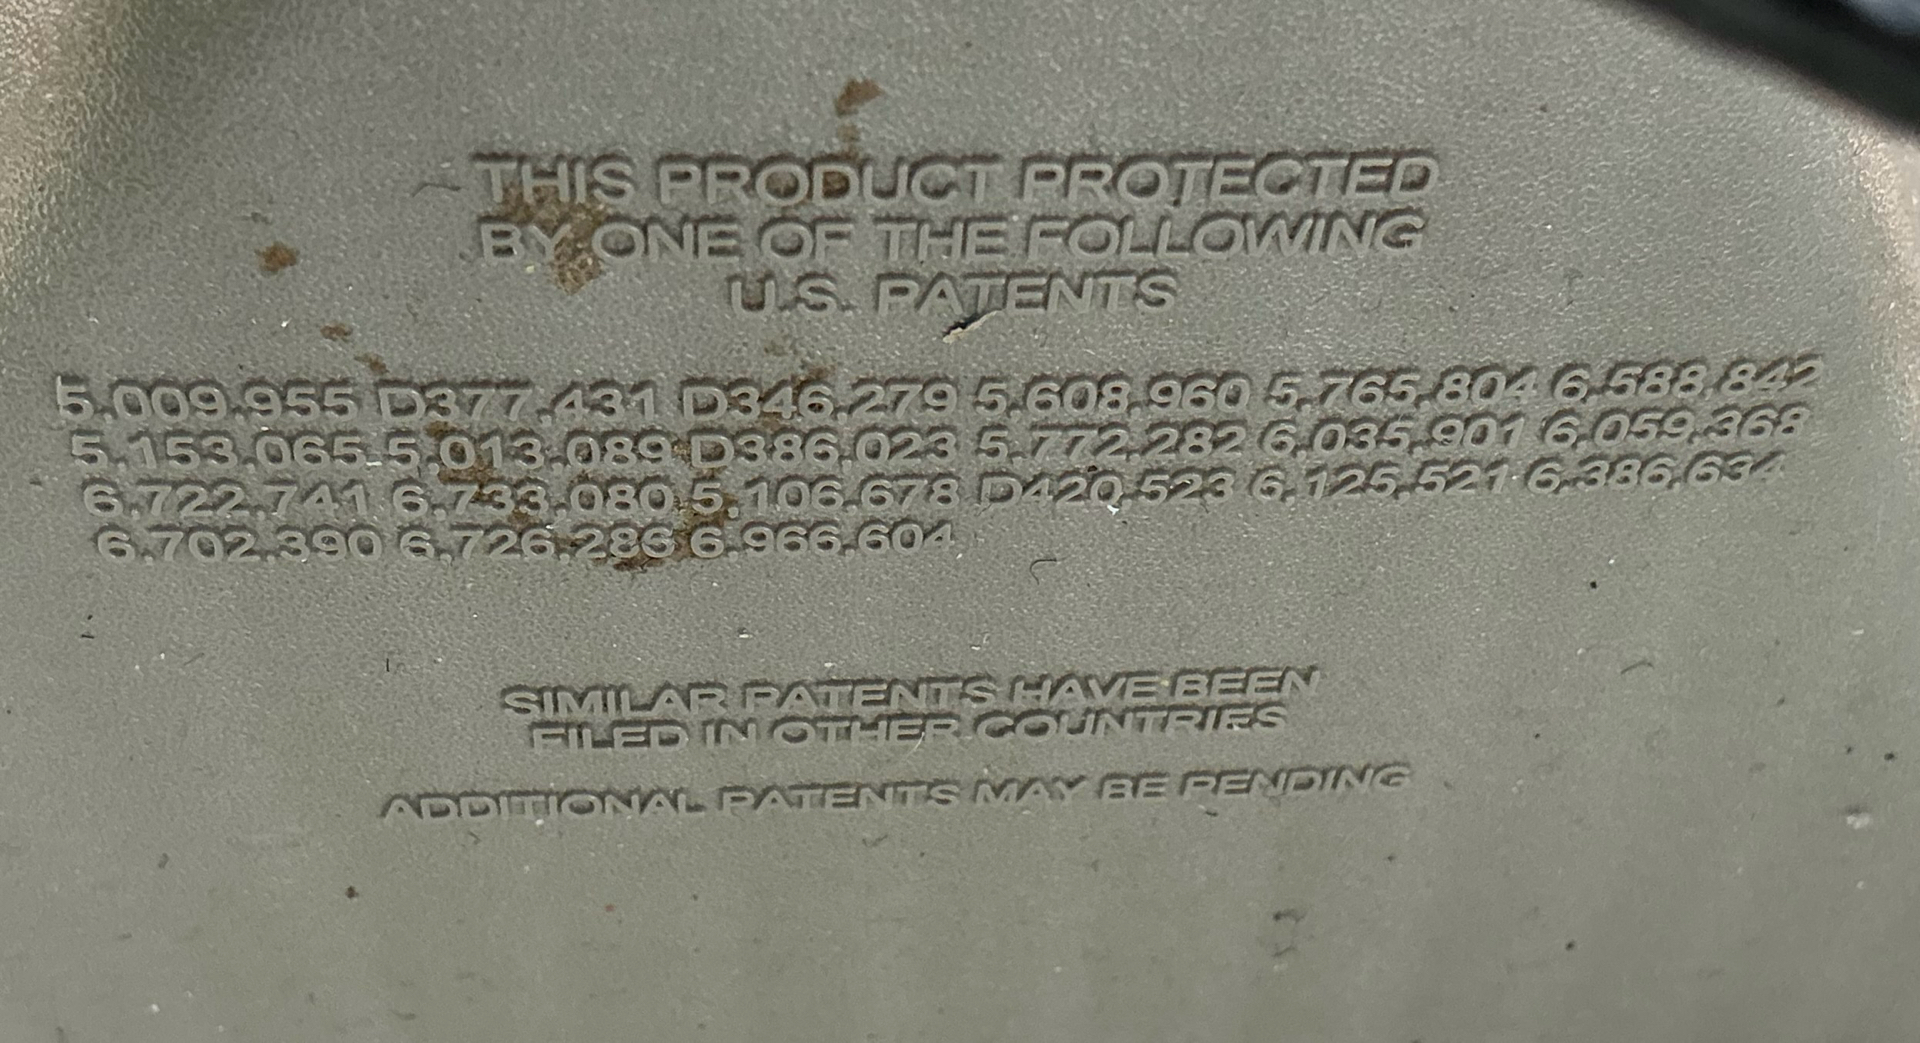 THIS PRODUCT PROTECTED
BY ONE OF THE FOLLOWING
U.S. PATENTS
5,009,955 D377,431 D346,279 5,608,960 5,765,804 6,588,842
5,153,065 5,013,089 D386,023 5,772,282 6,035,901 6,059,368
6,722,741 6,733,080 5,106,678 D420,523 6,125,521 6,386,634
6,702,390 6,726,286 6,966,604
SIMILAR PATENTS HAVE BEEN
FILED IN OTHER COUNTRIES
ADDITIONAL PATENTS MAY BE PENDING